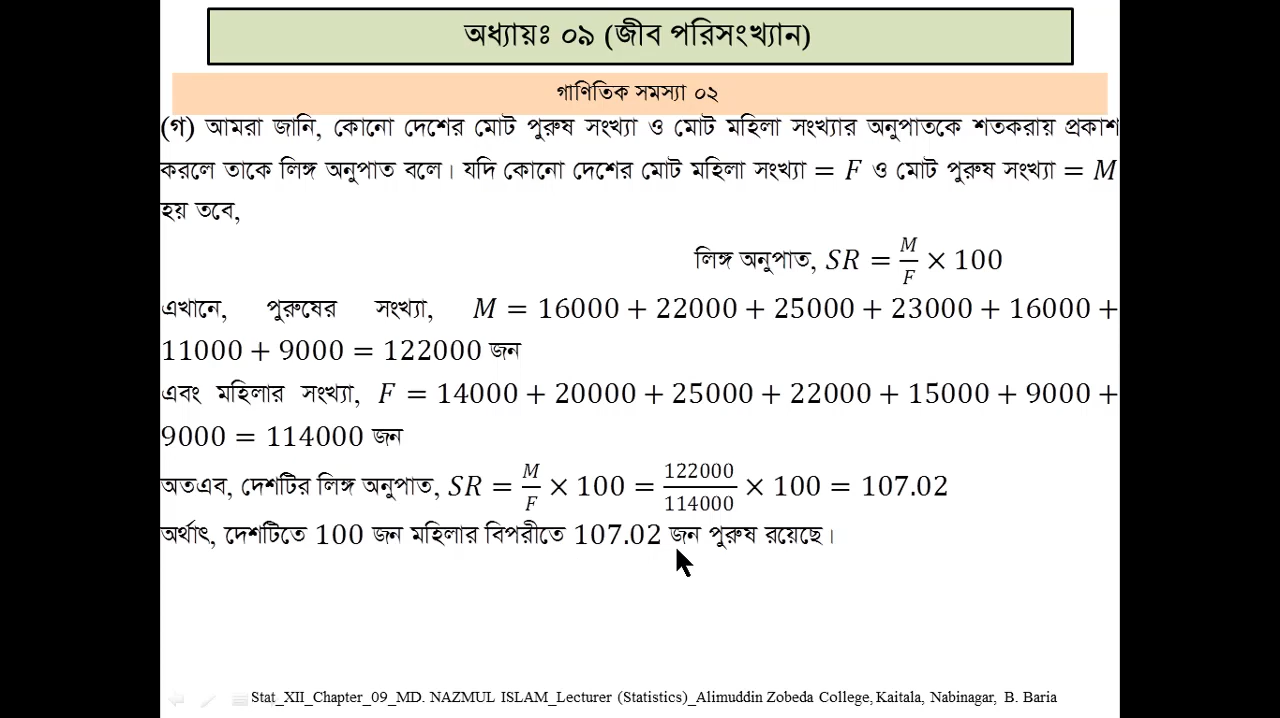 অধ্যায়ঃ ০৯ (জীব পরিসংখ্যান)
গাণিতিক সমস্যা ০২
(গ) আমরা জানি, কোনো দেশের মোট পুরুষ সংখ্যা ও মোট মহিলা সংখ্যার অনুপাতকে শতকরায় প্রকাশ
করলে তাকে লিঙ্গ অনুপাত বলে। যদি কোনো দেশের মোট মহিলা সংখ্যা = F ও মোট পুরুষ সংখ্যা = M
হয় তবে,
লিঙ্গ অনুপাত, SR = M/F × 100
এখানে, পুরুষের সংখ্যা, M = 16000 + 22000 + 25000 + 23000 + 16000 +
11000 + 9000 = 122000 জন
এবং মহিলার সংখ্যা, F = 14000 + 20000 + 25000 + 22000 + 15000 + 9000 +
9000 = 114000 জন
অতএব, দেশটির লিঙ্গ অনুপাত, SR = M/F × 100 = 122000/114000 × 100 = 107.02
অর্থাৎ, দেশটিতে 100 জন মহিলার বিপরীতে 107.02 জন পুরুষ রয়েছে।
Stat_XII_Chapter_09_MD. NAZMUL ISLAM_Lecturer (Statistics)_Alimuddin Zobeda College, Kaitala, Nabinagar, B. Baria